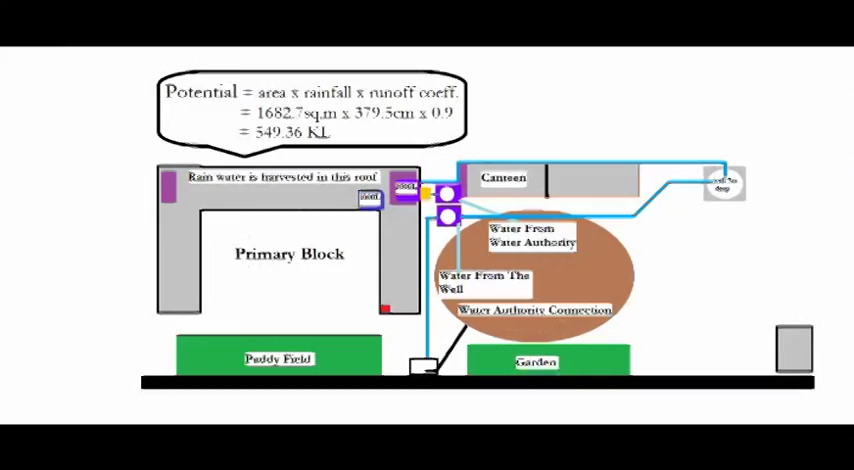 Potential = area x rainfall x runoff coeff.
= 1682.7sq.m x 379.5cm x 0.9
= 549.36 KL
Rain water is harvested in this roof
Canteen
Primary Block
Water From
Water Authority
Water From The
Well
Water Authority Connection
Paddy Field
Garden